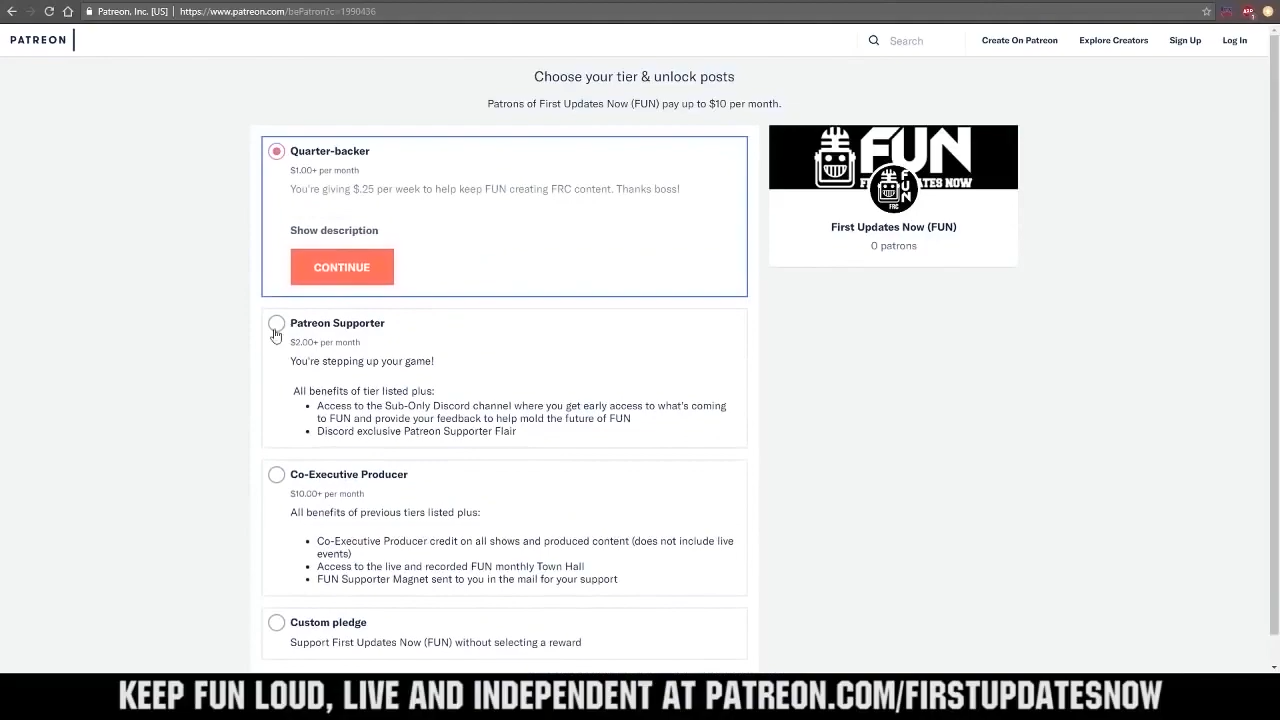 Patreon, Inc. [US] | https://www.patreon.com/bePatron?c=1990436
PATREON
Search
Create On Patreon
Explore Creators
Sign Up
Log In
Choose your tier & unlock posts
Patrons of First Updates Now (FUN) pay up to $10 per month.
Quarter-backer
$1.00+ per month
You're giving $.25 per week to help keep FUN creating FRC content. Thanks boss!
Show description
CONTINUE
FUN
FUN
FRC
First Updates Now (FUN)
0 patrons
Patreon Supporter
$2.00+ per month
You're stepping up your game!
All benefits of tier listed plus:
• Access to the Sub-Only Discord channel where you get early access to what's coming
to FUN and provide your feedback to help mold the future of FUN
• Discord exclusive Patreon Supporter Flair
Co-Executive Producer
$10.00+ per month
All benefits of previous tiers listed plus:
• Co-Executive Producer credit on all shows and produced content (does not include live
events)
• Access to the live and recorded FUN monthly Town Hall
• FUN Supporter Magnet sent to you in the mail for your support
Custom pledge
Support First Updates Now (FUN) without selecting a reward
KEEP FUN LOUD, LIVE AND INDEPENDENT AT PATREON.COM/FIRSTUPDATESNOW